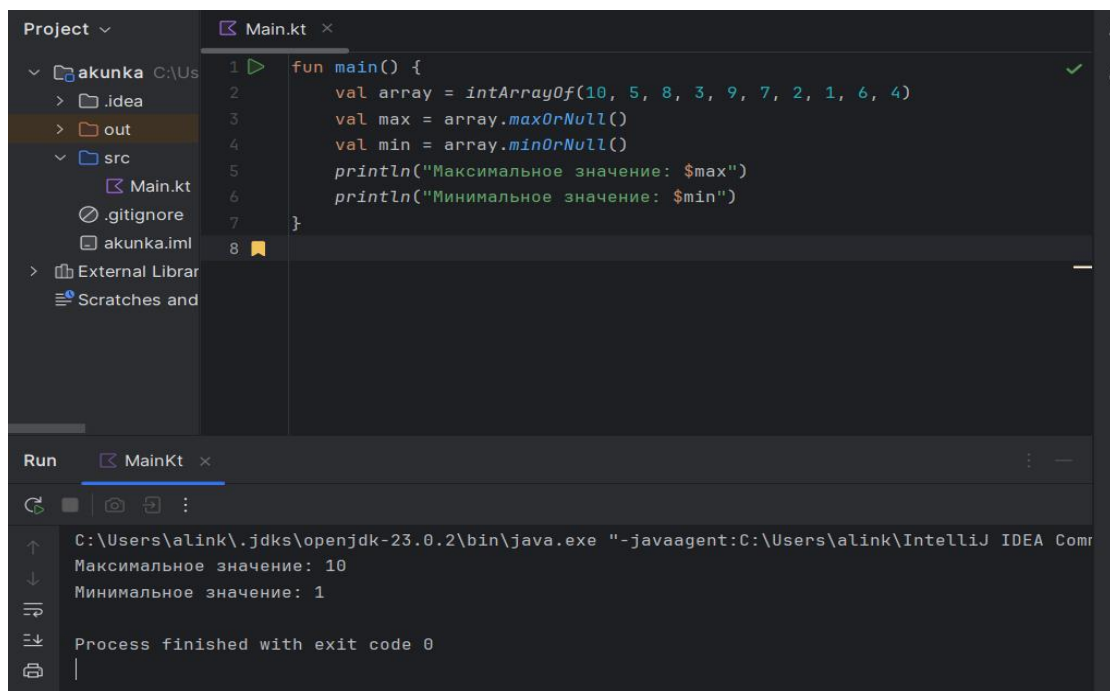 Project
Main.kt
akunka C:\Us
.idea
out
src
Main.kt
.gitignore
akunka.iml
External Librar
Scratches and
1 fun main() {
2 val array = intArrayOf(10, 5, 8, 3, 9, 7, 2, 1, 6, 4)
3 val max = array.maxOrNull()
4 val min = array.minOrNull()
5 println("Максимальное значение: $max")
6 println("Минимальное значение: $min")
7 }
8
Run MainKt
C:\Users\alink\.jdks\openjdk-23.0.2\bin\java.exe "-javaagent:C:\Users\alink\IntelliJ IDEA Comm
Максимальное значение: 10
Минимальное значение: 1
Process finished with exit code 0